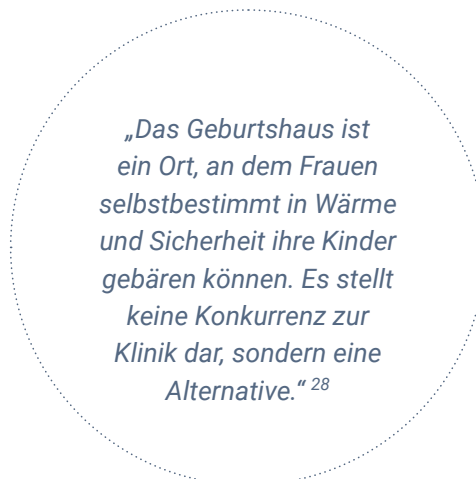 „Das Geburtshaus ist
ein Ort, an dem Frauen
selbstbestimmt in Wärme
und Sicherheit ihre Kinder
gebären können. Es stellt
keine Konkurrenz zur
Klinik dar, sondern eine
Alternative.“ 28